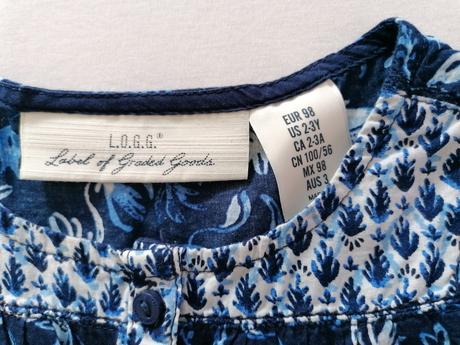 L.O.G.G.®
Label of Graded Goods
EUR 98
US 2-3Y
CA 2-3A
CN 100/56
MX 98
AUS 3